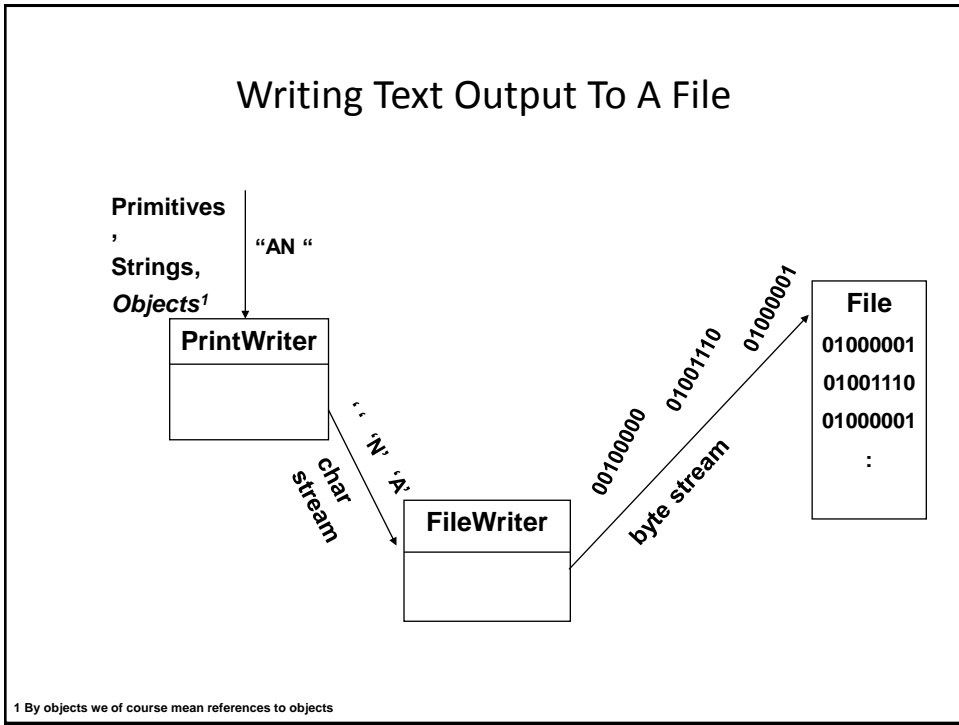 Writing Text Output To A File
Primitives
,
Strings,
Objects¹
“AN “
PrintWriter
‘ ‘ ‘N’ ‘A’
char
stream
FileWriter
00100000 01001110 01000001
byte stream
File
01000001
01001110
01000001
:
1 By objects we of course mean references to objects